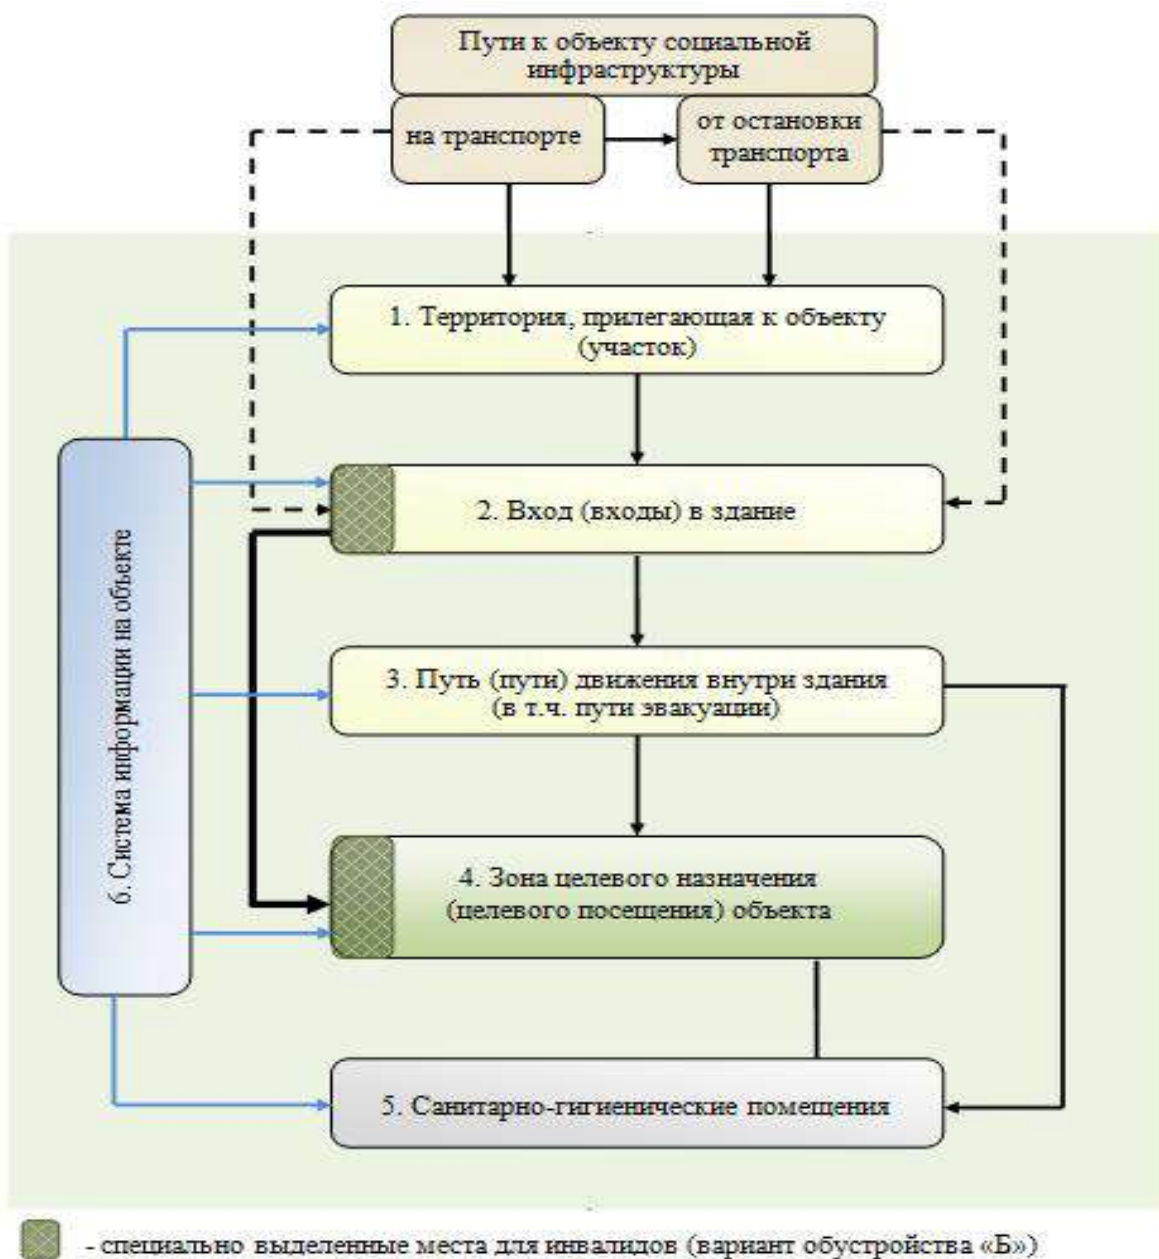 Пути к объекту социальной
инфраструктуры
на транспорте
от остановки
транспорта
1. Территория, прилегающая к объекту
(участок)
2. Вход (входы) в здание
3. Путь (пути) движения внутри здания
(в т.ч. пути эвакуации)
4. Зона целевого назначения
(целевого посещения) объекта
5. Санитарно-гигиенические помещения
6. Система информации на объекте
- специально выделенные места для инвалидов (вариант обустройства «Б»)